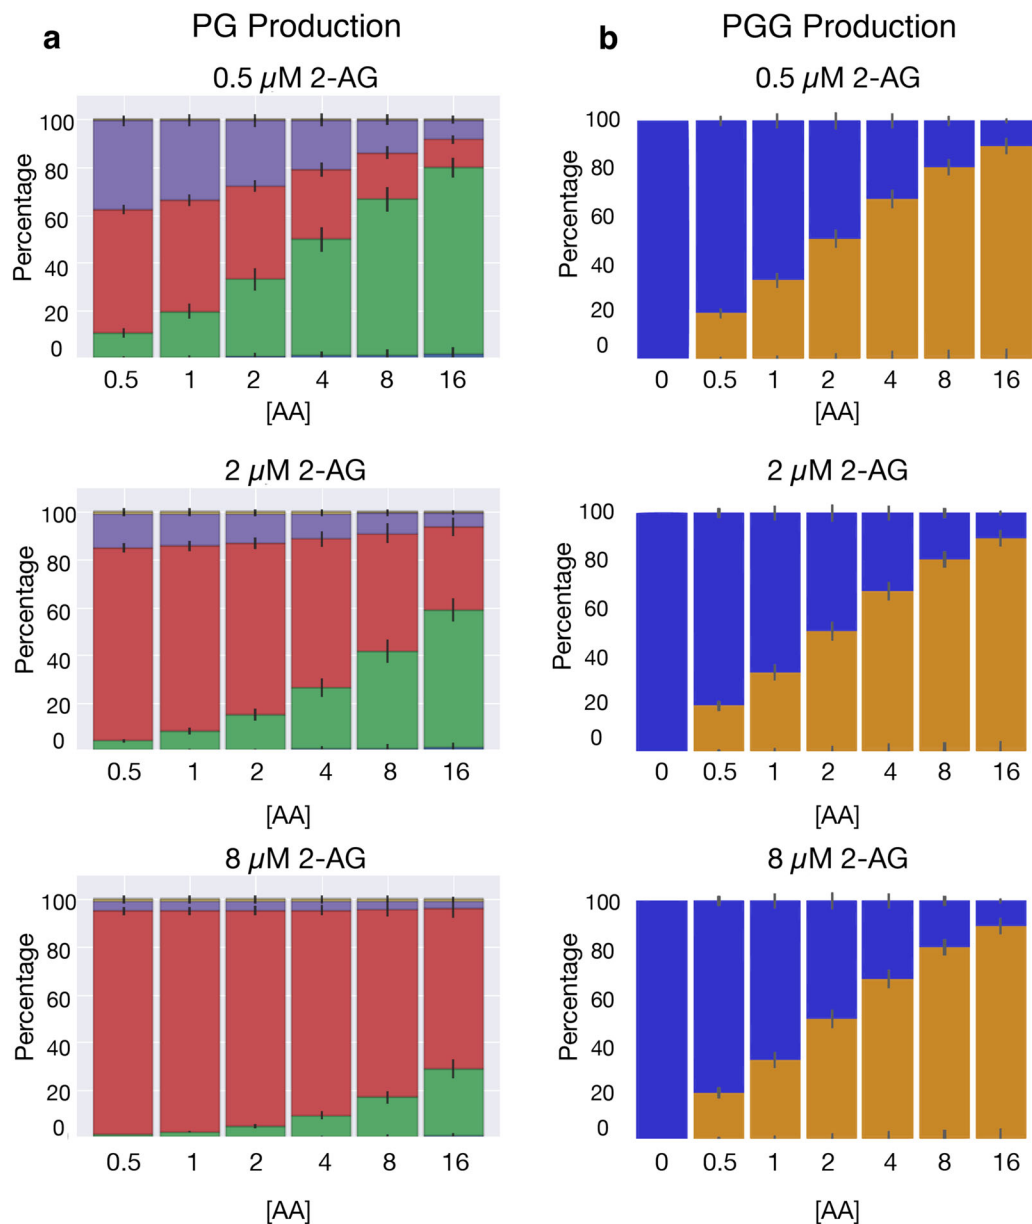 a
PG Production
0.5 µM 2-AG
Percentage
100
80
60
40
20
0
0.5 1 2 4 8 16
[AA]
2 µM 2-AG
Percentage
100
80
60
40
20
0
0.5 1 2 4 8 16
[AA]
8 µM 2-AG
Percentage
100
80
60
40
20
0
0.5 1 2 4 8 16
[AA]
b
PGG Production
0.5 µM 2-AG
Percentage
100
80
60
40
20
0
0 0.5 1 2 4 8 16
[AA]
2 µM 2-AG
Percentage
100
80
60
40
20
0
0 0.5 1 2 4 8 16
[AA]
8 µM 2-AG
Percentage
100
80
60
40
20
0
0 0.5 1 2 4 8 16
[AA]